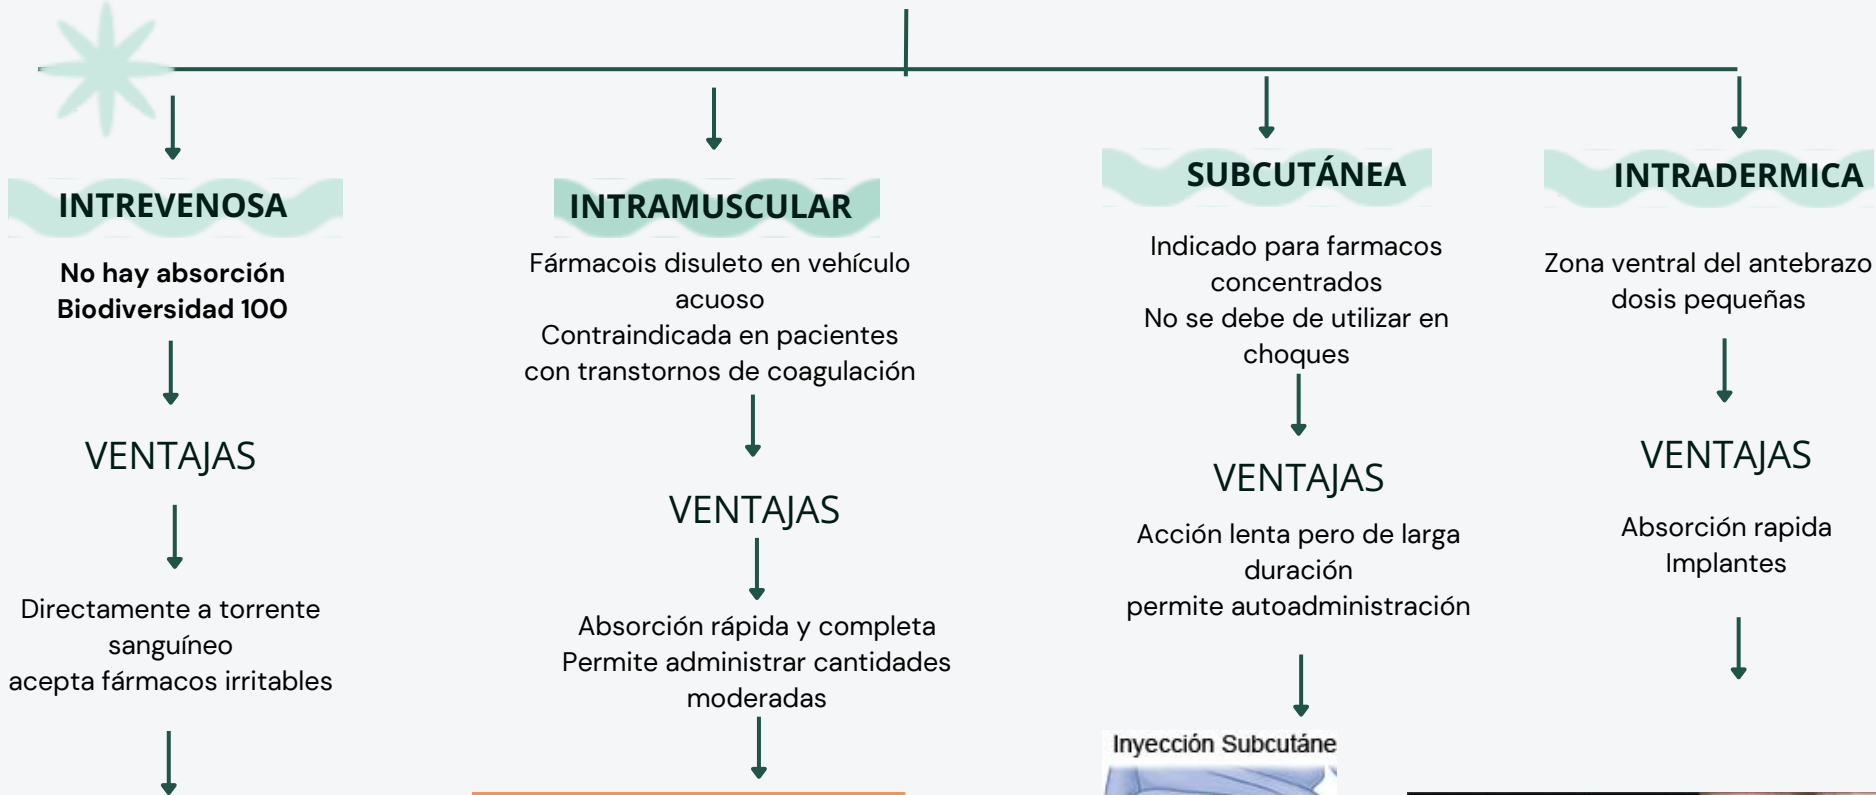 INTREVENOSA
No hay absorción
Biodiversidad 100
VENTAJAS
Directamente a torrente
sanguíneo
acepta fármacos irritables
INTRAMUSCULAR
Fármacois disuleto en vehículo
acuoso
Contraindicada en pacientes
con transtornos de coagulación
VENTAJAS
Absorción rápida y completa
Permite administrar cantidades
moderadas
SUBCUTÁNEA
Indicado para farmacos
concentrados
No se debe de utilizar en
choques
VENTAJAS
Acción lenta pero de larga
duración
permite autoadministración
Inyección Subcutáne
INTRADERMICA
Zona ventral del antebrazo
dosis pequeñas
VENTAJAS
Absorción rapida
Implantes